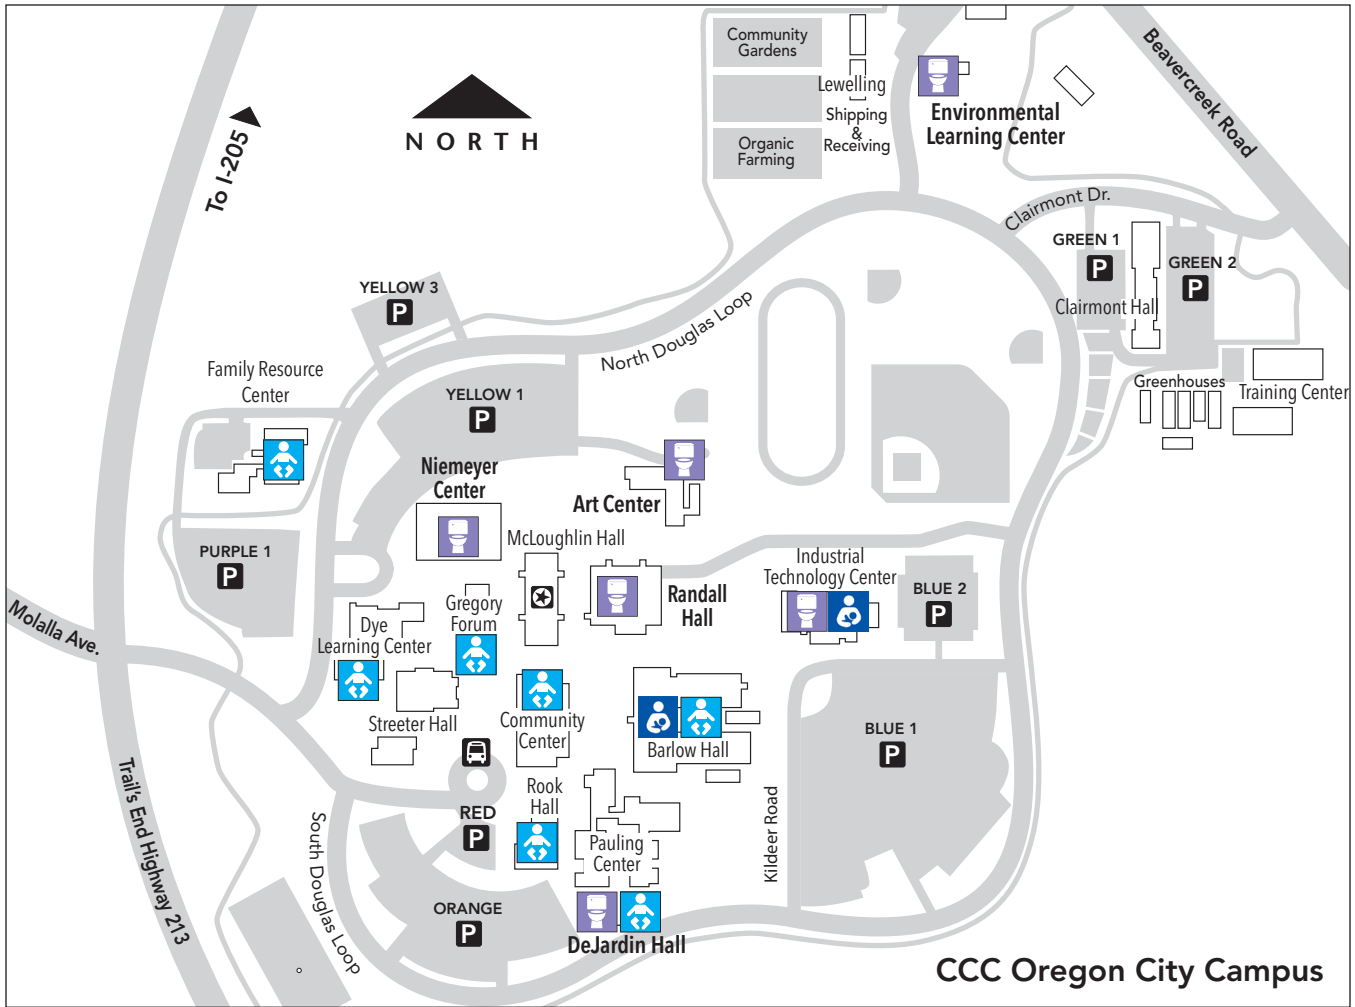 Community
Gardens
Lewelling
Shipping
&
Receiving
Organic
Farming
Environmental
Learning Center
Beavercreek Road
NORTH
To I-205
Clairmont Dr.
GREEN 1
P
GREEN 2
P
Clairmont Hall
YELLOW 3
P
North Douglas Loop
Family Resource
Center
YELLOW 1
P
Greenhouses
Training Center
Niemeyer
Center
Art Center
McLoughlin Hall
PURPLE 1
P
Industrial
Technology Center
BLUE 2
P
Randall
Hall
Gregory
Forum
Molalla Ave.
Dye
Learning Center
Streeter Hall
Community
Center
Barlow Hall
BLUE 1
P
Trail's End Highway 213
Rook
Hall
RED
P
South Douglas Loop
Pauling
Center
Kildeer Road
ORANGE
P
DeJardin Hall
CCC Oregon City Campus